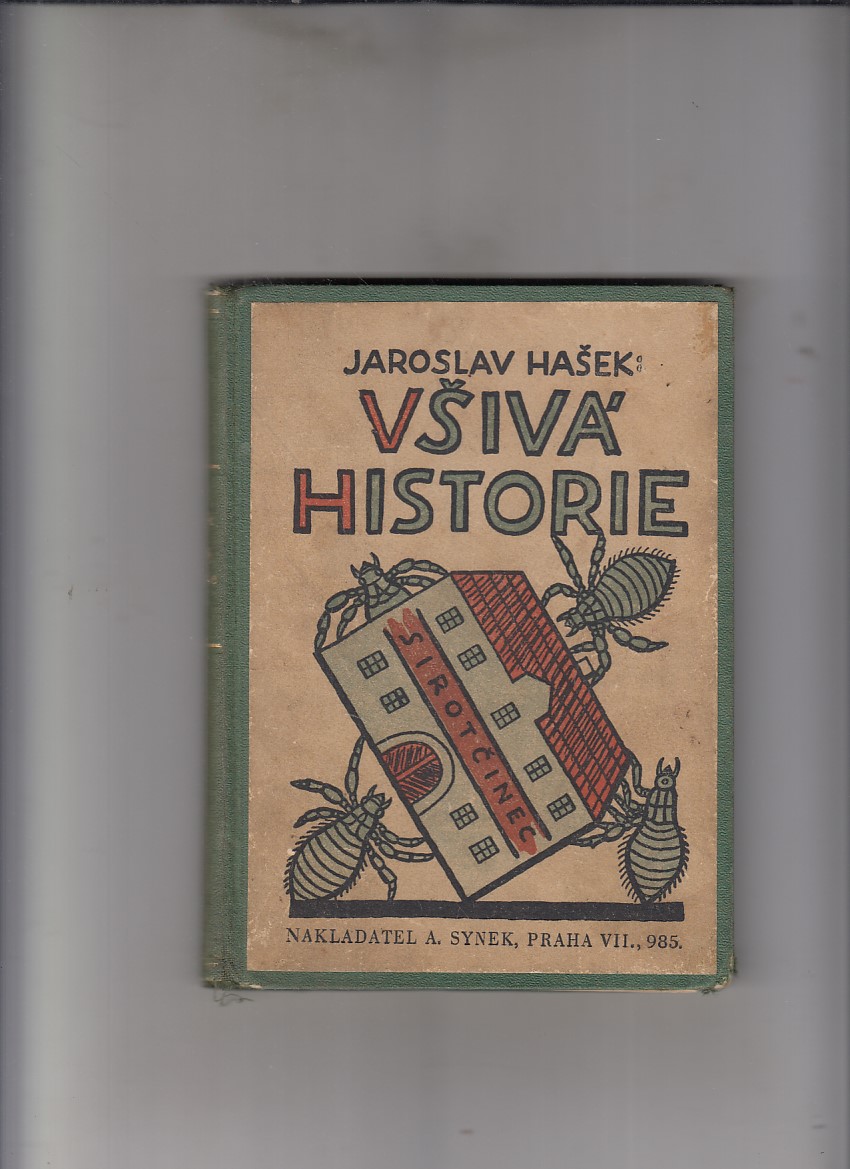 JAROSLAV HAŠEK:
VŠIVÁ
HISTORIE
SIROTČINEC
NAKLADATEL A. SYNEK, PRAHA VII., 985.